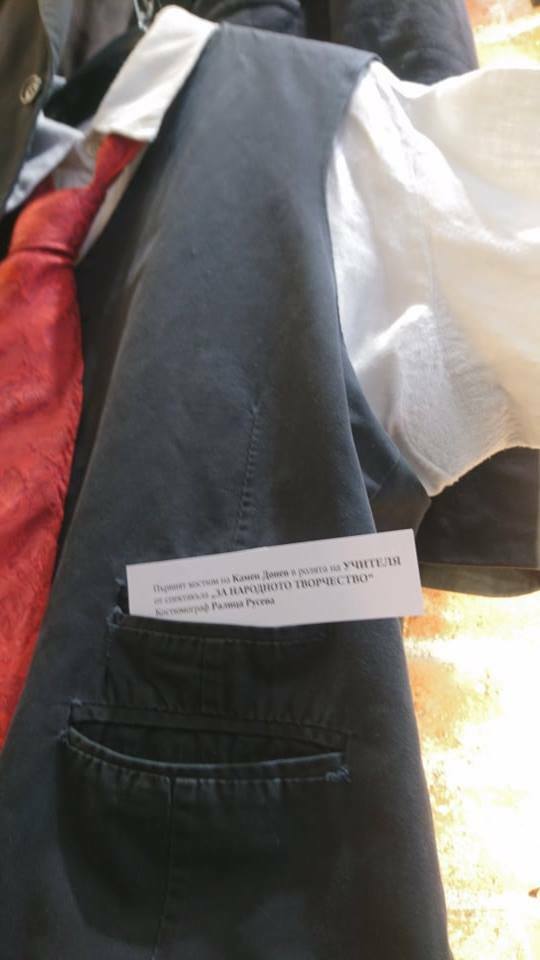 Първият костюм на Камен Донев в ролята на УЧИТЕЛЯ
от спектакъла „ЗА НАРОДНОТО ТВОРЧЕСТВО“
Костюмограф Ралица Русева